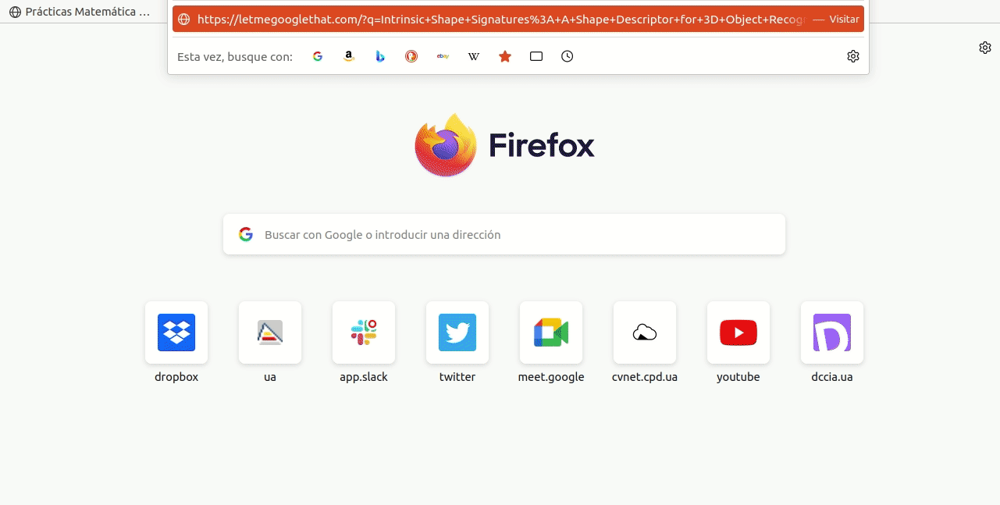 Prácticas Matemática ...
https://letmegooglethat.com/?q=Intrinsic+Shape+Signatures%3A+A+Shape+Descriptor+for+3D+Object+Recog — Visitar
Esta vez, busque con:
a
ebay
W
Firefox
Buscar con Google o introducir una dirección
dropbox
ua
app.slack
twitter
meet.google
cvnet.cpd.ua
youtube
dccia.ua